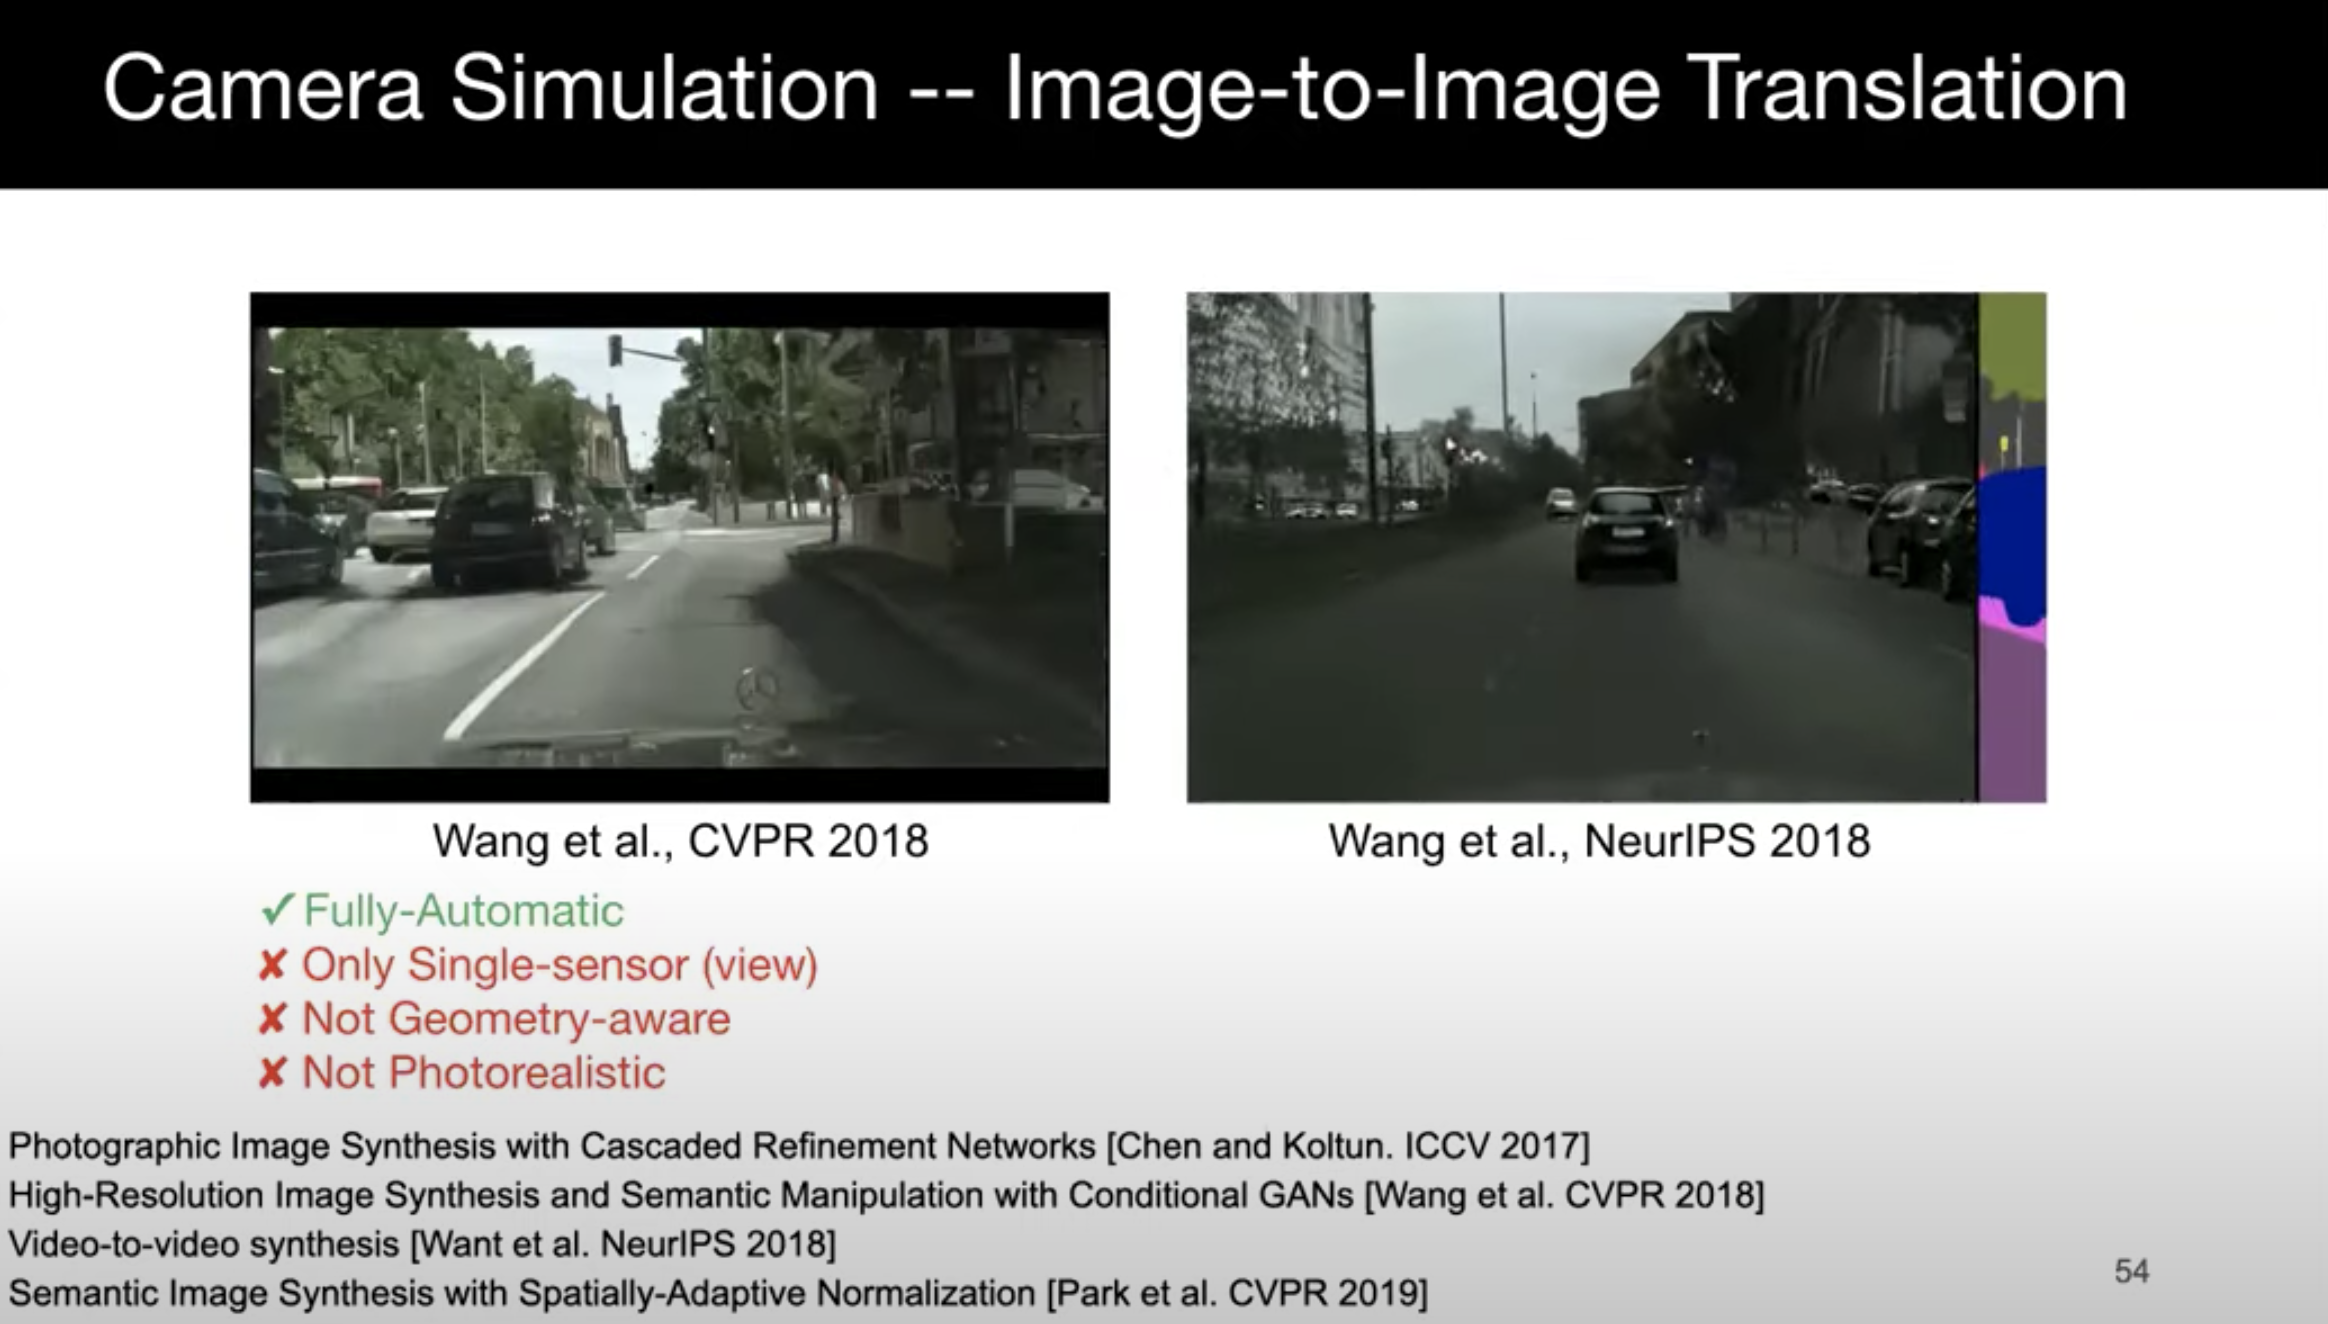 Camera Simulation -- Image-to-Image Translation
Wang et al., CVPR 2018
Wang et al., NeurIPS 2018
✓ Fully-Automatic
✘ Only Single-sensor (view)
✘ Not Geometry-aware
✘ Not Photorealistic
Photographic Image Synthesis with Cascaded Refinement Networks [Chen and Koltun. ICCV 2017]
High-Resolution Image Synthesis and Semantic Manipulation with Conditional GANs [Wang et al. CVPR 2018]
Video-to-video synthesis [Want et al. NeurIPS 2018]
Semantic Image Synthesis with Spatially-Adaptive Normalization [Park et al. CVPR 2019]
54